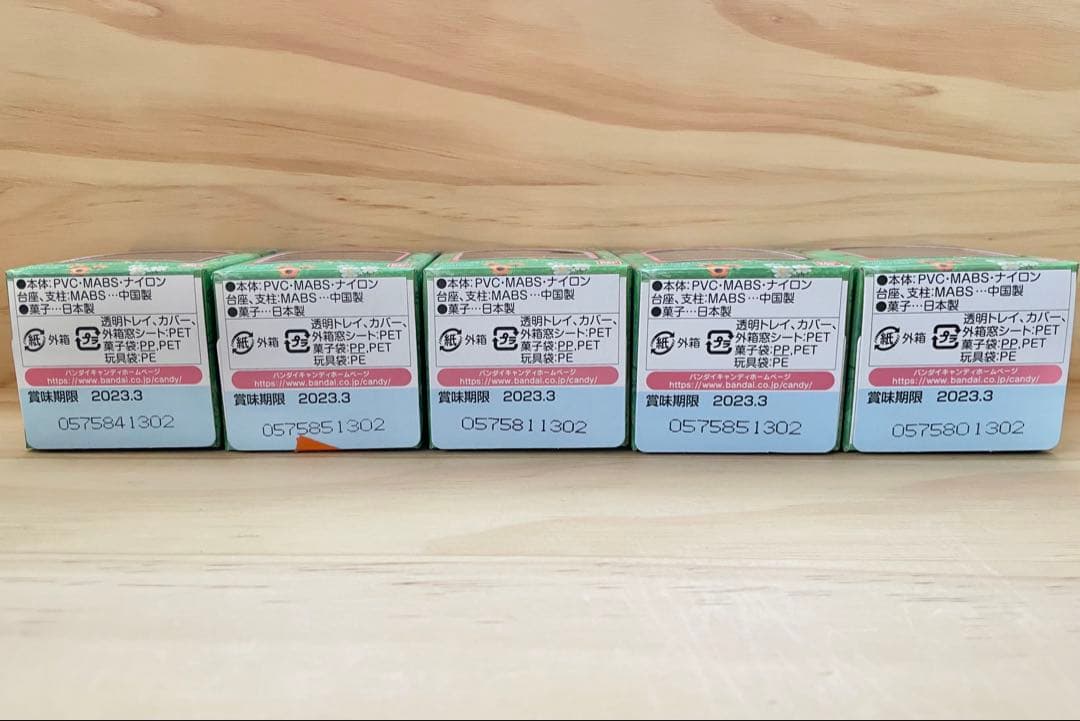 ●本体:PVC・MABS・ナイロン
台座、支柱:MABS…中国製
●菓子…日本製
紙 外箱
プラ
透明トレイ、カバー、
外箱窓シート:PET
菓子袋:PP,PET
玩具袋:PE
バンダイキャンディホームページ
https://www.bandai.co.jp/candy/
賞味期限 2023.3
0575841302
●本体:PVC・MABS・ナイロン
台座、支柱:MABS…中国製
●菓子…日本製
紙 外箱
プラ
透明トレイ、カバー、
外箱窓シート:PET
菓子袋:PP,PET
玩具袋:PE
バンダイキャンディホームページ
https://www.bandai.co.jp/candy/
賞味期限 2023.3
0575851302
●本体:PVC・MABS・ナイロン
台座、支柱:MABS…中国製
●菓子…日本製
紙 外箱
プラ
透明トレイ、カバー、
外箱窓シート:PET
菓子袋:PP,PET
玩具袋:PE
バンダイキャンディホームページ
https://www.bandai.co.jp/candy/
賞味期限 2023.3
0575811302
●本体:PVC・MABS・ナイロン
台座、支柱:MABS…中国製
●菓子…日本製
紙 外箱
プラ
透明トレイ、カバー、
外箱窓シート:PET
菓子袋:PP,PET
玩具袋:PE
バンダイキャンディホームページ
https://www.bandai.co.jp/candy/
賞味期限 2023.3
0575851302
●本体:PVC・MABS・ナイロン
台座、支柱:MABS…中国製
●菓子…日本製
紙 外箱
プラ
透明トレイ、カバー、
外箱窓シート:PET
菓子袋:PP,PET
玩具袋:PE
バンダイキャンディホームページ
https://www.bandai.co.jp/candy/
賞味期限 2023.3
0575801302